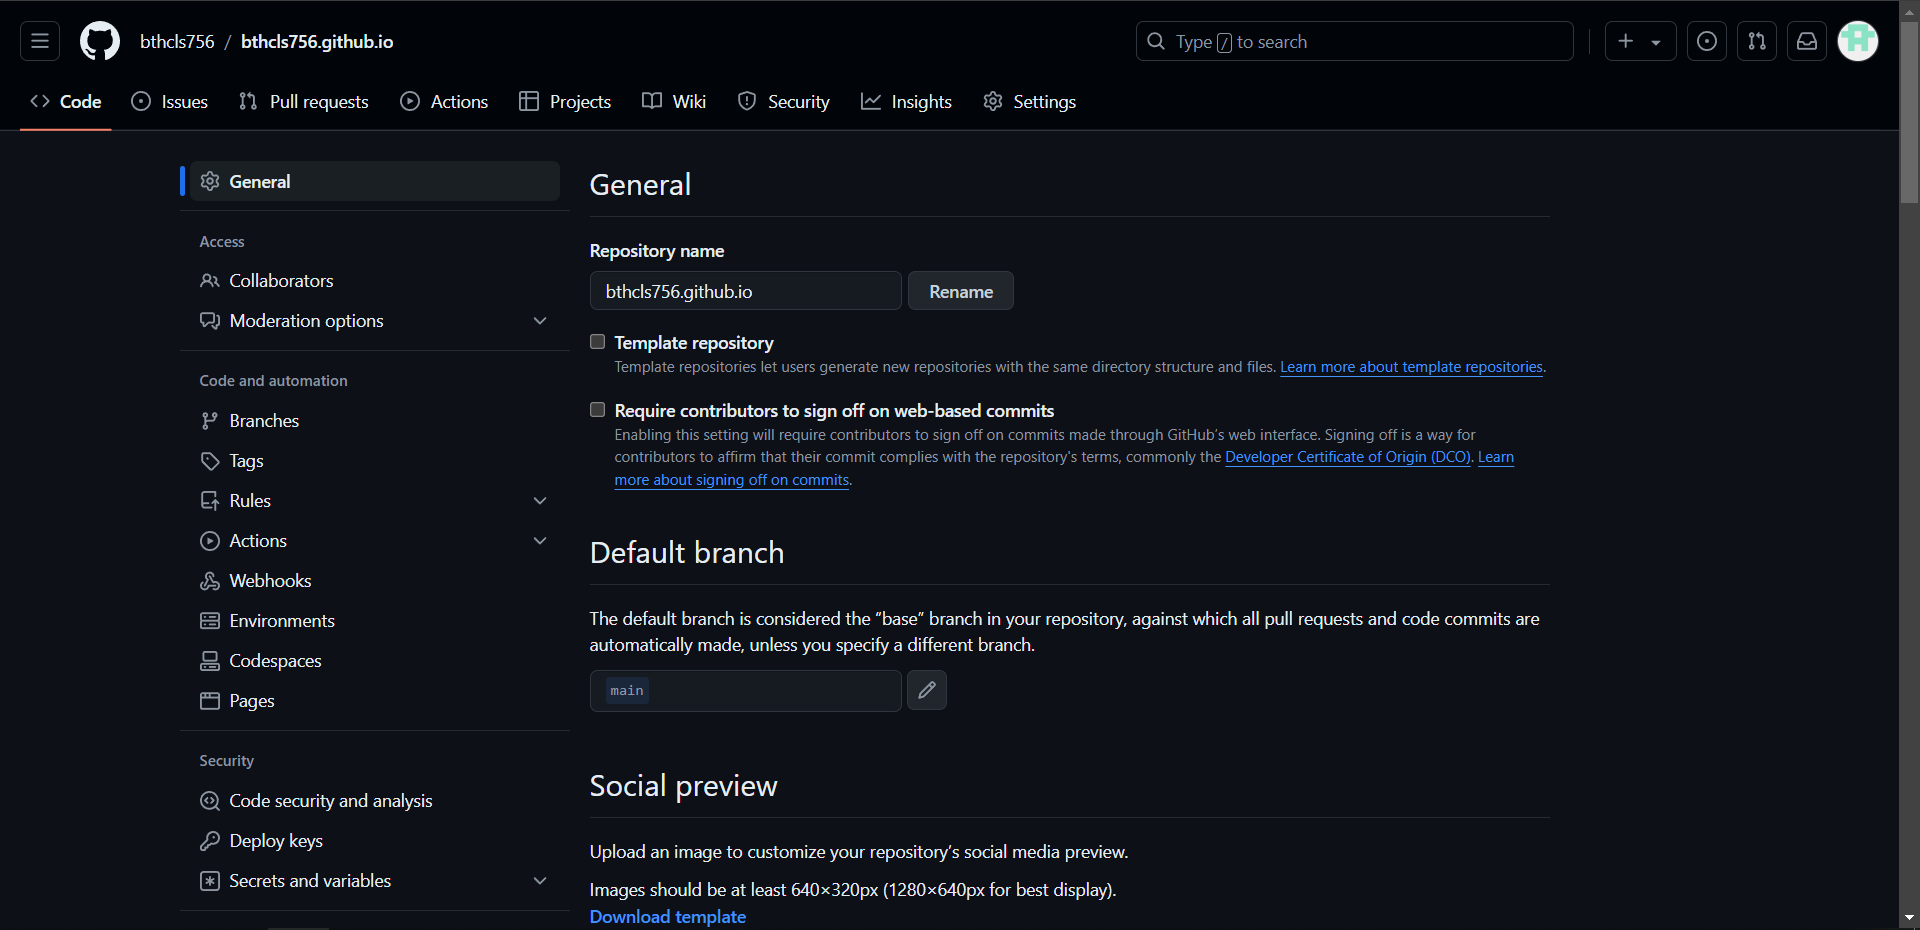 bthcls756 / bthcls756.github.io
Type / to search
Code Issues Pull requests Actions Projects Wiki Security Insights Settings
General
Access
Collaborators
Moderation options
Code and automation
Branches
Tags
Rules
Actions
Webhooks
Environments
Codespaces
Pages
Security
Code security and analysis
Deploy keys
Secrets and variables
General
Repository name
bthcls756.github.io
Rename
Template repository
Template repositories let users generate new repositories with the same directory structure and files. Learn more about template repositories.
Require contributors to sign off on web-based commits
Enabling this setting will require contributors to sign off on commits made through GitHub’s web interface. Signing off is a way for
contributors to affirm that their commit complies with the repository's terms, commonly the Developer Certificate of Origin (DCO). Learn
more about signing off on commits.
Default branch
The default branch is considered the “base” branch in your repository, against which all pull requests and code commits are
automatically made, unless you specify a different branch.
main
Social preview
Upload an image to customize your repository’s social media preview.
Images should be at least 640×320px (1280×640px for best display).
Download template